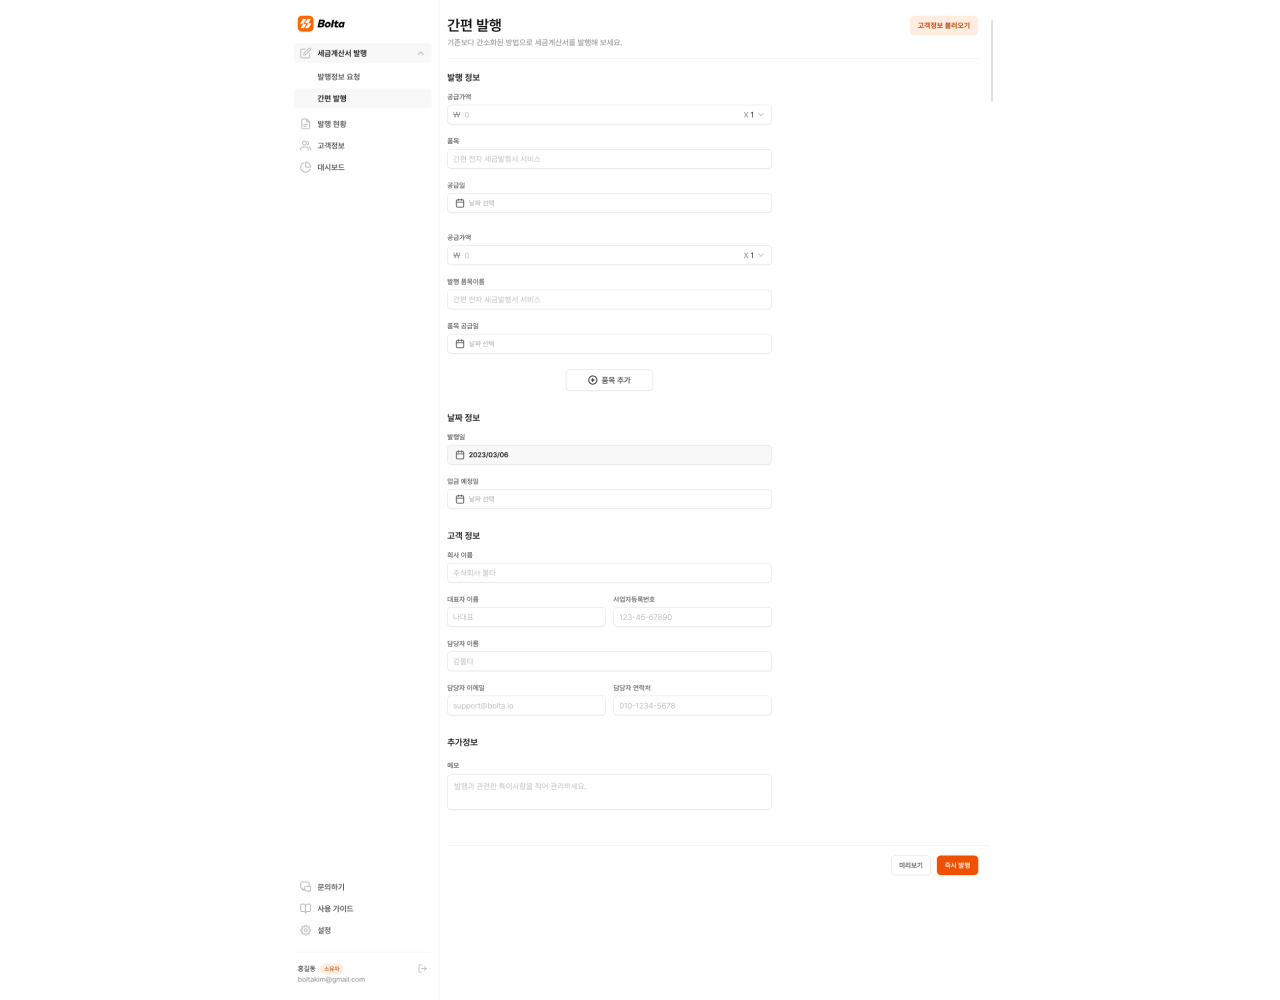 Bolta
세금계산서 발행
발행정보 요청
간편 발행
발행 현황
고객정보
대시보드
문의하기
사용 가이드
설정
홍길동 소유자
boltakim@gmail.com
간편 발행
기존보다 간소화된 방법으로 세금계산서를 발행해 보세요.
고객정보 불러오기
발행 정보
공급가액
₩ 0 X 1
품목
간편 전자 세금발행서 서비스
공급일
날짜 선택
공급가액
₩ 0 X 1
발행 품목이름
간편 전자 세금발행서 서비스
품목 공급일
날짜 선택
품목 추가
날짜 정보
발행일
2023/03/06
입금 예정일
날짜 선택
고객 정보
회사 이름
주식회사 볼타
대표자 이름 사업자등록번호
나대표 123-45-67890
담당자 이름
김볼타
담당자 이메일 담당자 연락처
support@bolta.io 010-1234-5678
추가정보
메모
발행과 관련한 특이사항을 적어 관리하세요.
미리보기 즉시 발행